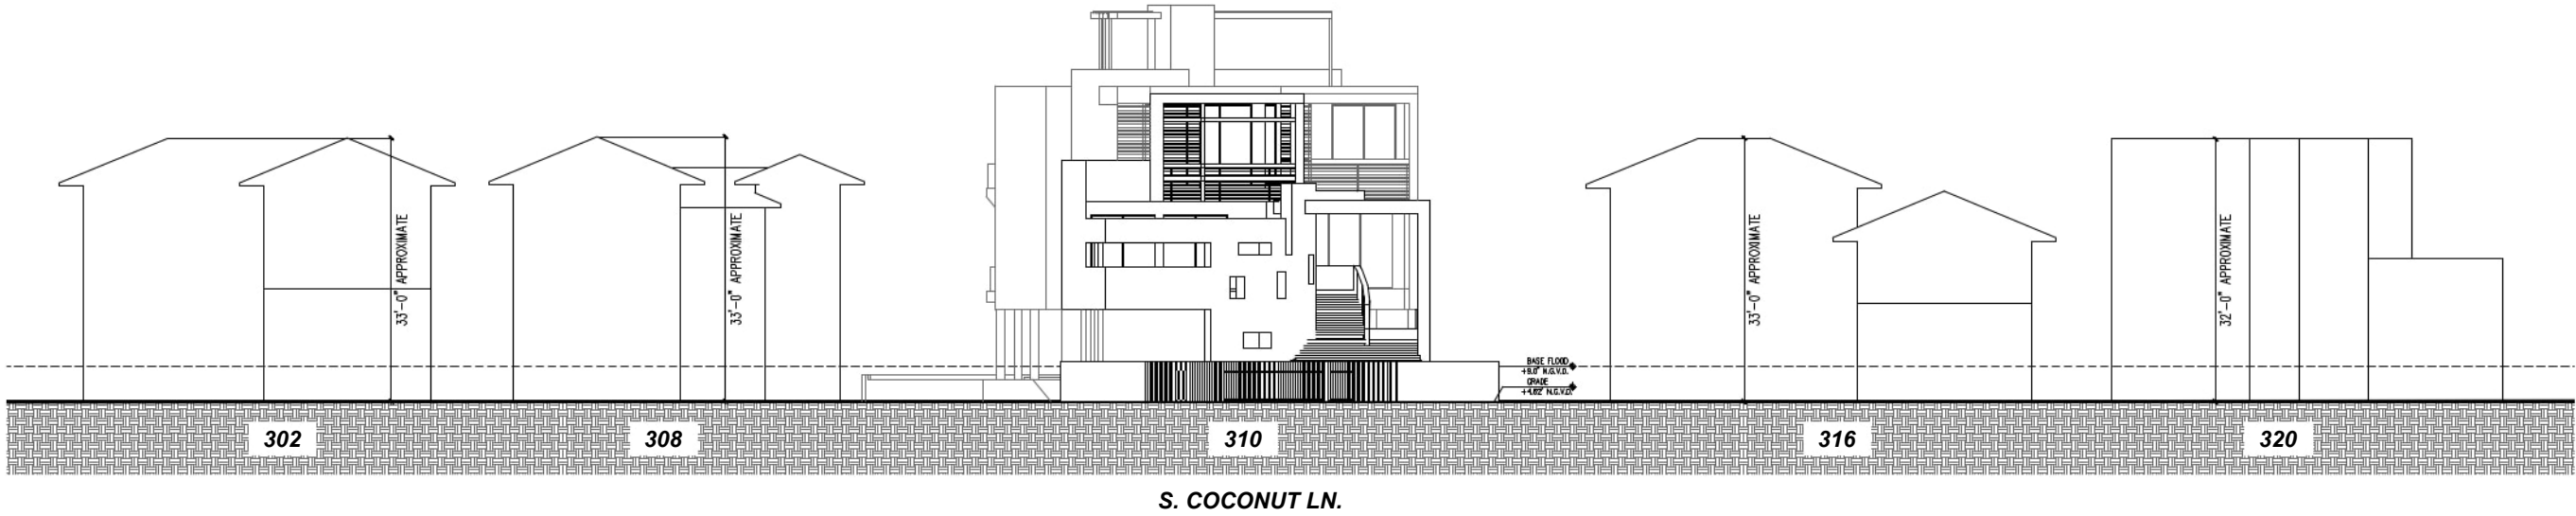 33'-0" APPROXIMATE
33'-0" APPROXIMATE
33'-0" APPROXIMATE
32'-0" APPROXIMATE
BASE FLOOD
+9.0' N.G.V.D.
GRADE
302
308
310
316
320
S. COCONUT LN.